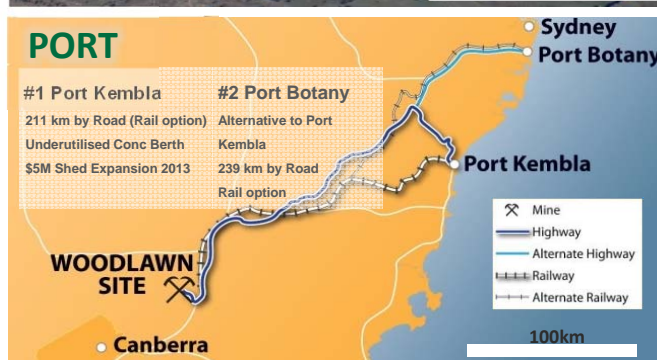 Sydney
PORT
Port Botany
#1 Port Kembla
#2 Port Botany
211 km by Road (Rail option)
Alternative to Port
Underutilised Conc Berth
Kembla
$5M Shed Expansion 2013
239 km by Road
Rail option
Port Kembla
Mine
Highway
Alternate Highway
Railway
Alternate Railway
WOODLAWN
SITE
Canberra
100km